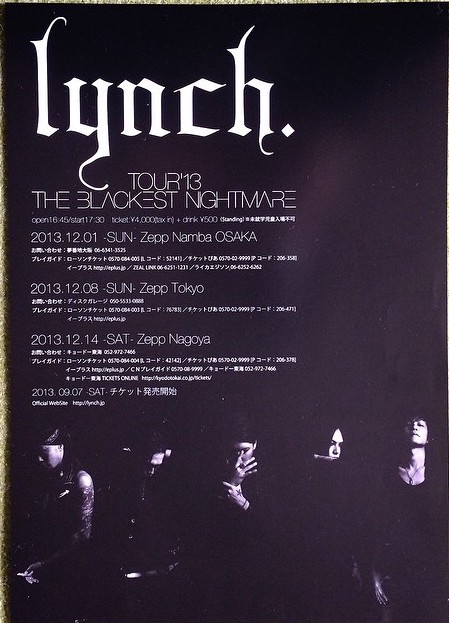 lynch.
TOUR'13
THE BLACKEST NIGHTMARE
open16:45/start17:30 ticket:¥4,000(tax in) + drink ¥500 (Standing) ※未就学児童入場不可
2013.12.01 -SUN- Zepp Namba OSAKA
お問い合わせ：夢番地大阪 06-6341-3525
プレイガイド：ローソンチケット 0570-084-005 [L コード：52141] ／チケットぴあ 0570-02-9999 [P コード：206-358]
イープラス http://eplus.jp ／ ZEAL LINK 06-6251-1231 ／ライカエジソン 06-6252-6262
2013.12.08 -SUN- Zepp Tokyo
お問い合わせ：ディスクガレージ 050-5533-0888
プレイガイド：ローソンチケット 0570-084-003 [L コード：76783] ／チケットぴあ 0570-02-9999 [P コード：206-471]
イープラス http://eplus.jp
2013.12.14 -SAT- Zepp Nagoya
お問い合わせ：キョードー東海 052-972-7466
プレイガイド：ローソンチケット 0570-084-004 [L コード：42142] ／チケットぴあ 0570-02-9999 [P コード：206-378]
イープラス http://eplus.jp ／ＣＮプレイガイド 0570-08-9999 ／キョードー東海 052-972-7466
キョードー東海 TICKETS ONLINE http://kyodotokai.co.jp/tickets/
2013. 09.07 -SAT- チケット発売開始
Official WebSite http://lynch.jp